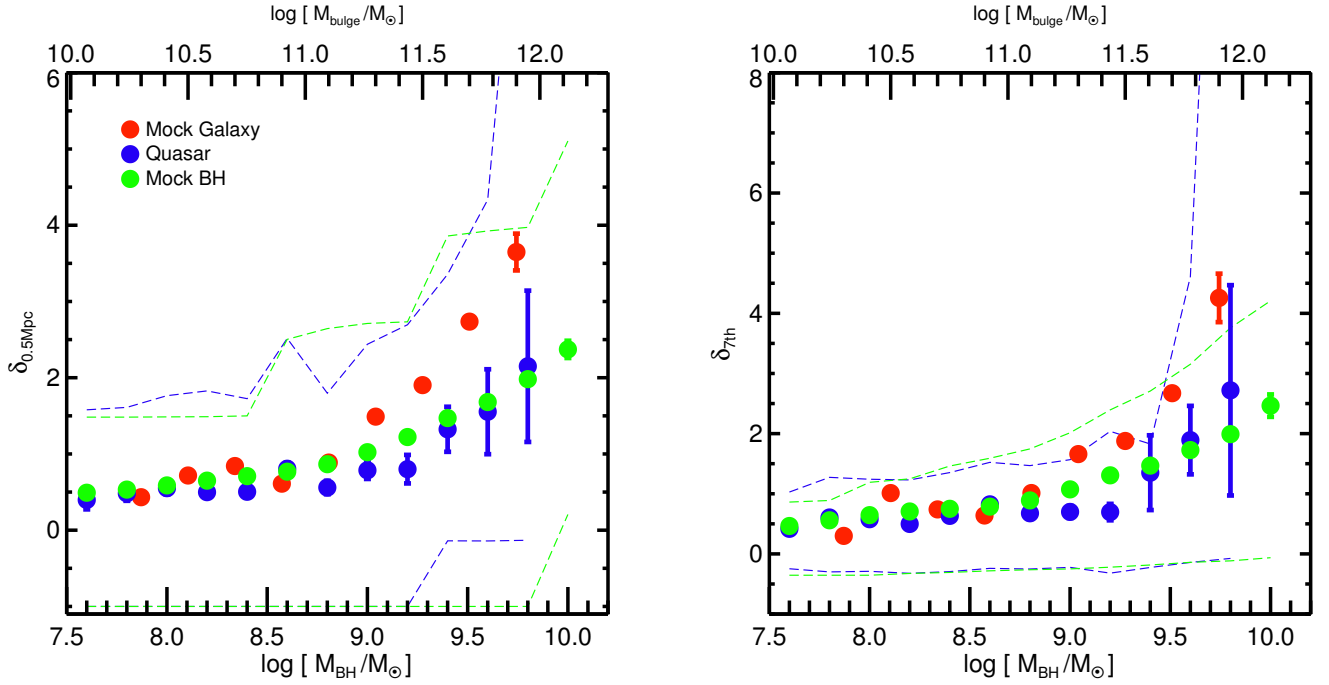 log [ M_bulge/M_⊙ ]
10.0 10.5 11.0 11.5 12.0
6
4
2
0
δ_0.5Mpc
Mock Galaxy
Quasar
Mock BH
7.5 8.0 8.5 9.0 9.5 10.0
log [ M_BH/M_⊙ ]
log [ M_bulge/M_⊙ ]
10.0 10.5 11.0 11.5 12.0
8
6
4
2
0
δ_7th
7.5 8.0 8.5 9.0 9.5 10.0
log [ M_BH/M_⊙ ]